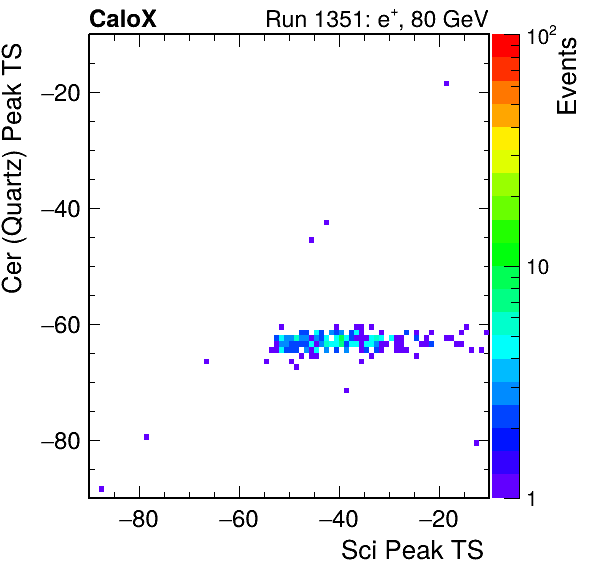 CaloX
Run 1351: e⁺, 80 GeV
Cer (Quartz) Peak TS
−20
−40
−60
−80
−80
−60
−40
−20
Sci Peak TS
10²
10
1
Events